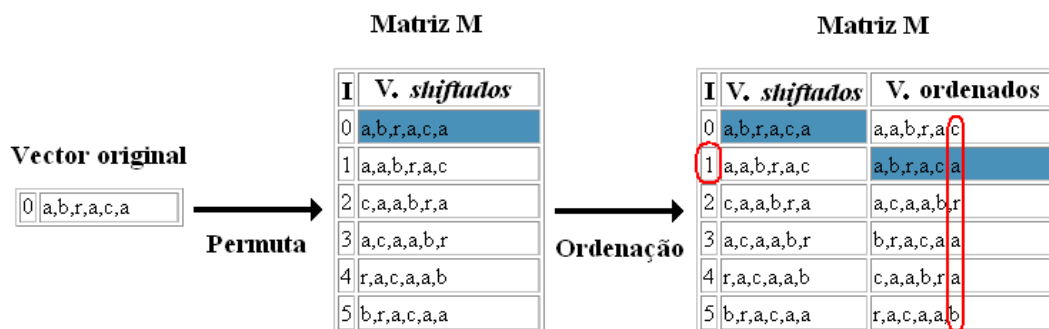 Matriz M
Matriz M
I V. shiftados
I V. shiftados V. ordenados
0 a,b,r,a,c,a
0 a,b,r,a,c,a a,a,b,r,a,c
Vector original
1 a,a,b,r,a,c
1 a,a,b,r,a,c a,b,r,a,c,a
0 a,b,r,a,c,a
2 c,a,a,b,r,a
2 c,a,a,b,r,a a,c,a,a,b,r
Permuta
3 a,c,a,a,b,r
Ordenação
3 a,c,a,a,b,r b,r,a,c,a,a
4 r,a,c,a,a,b
4 r,a,c,a,a,b c,a,a,b,r,a
5 b,r,a,c,a,a
5 b,r,a,c,a,a r,a,c,a,a,b